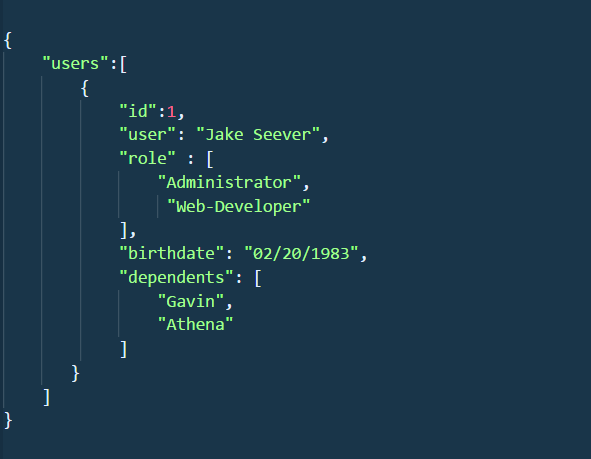 {
    "users":[
        {
            "id":1,
            "user": "Jake Seever",
            "role" : [
                "Administrator",
                 "Web-Developer"
            ],
            "birthdate": "02/20/1983",
            "dependents": [
                "Gavin",
                "Athena"
            ]
       }
    ]
}